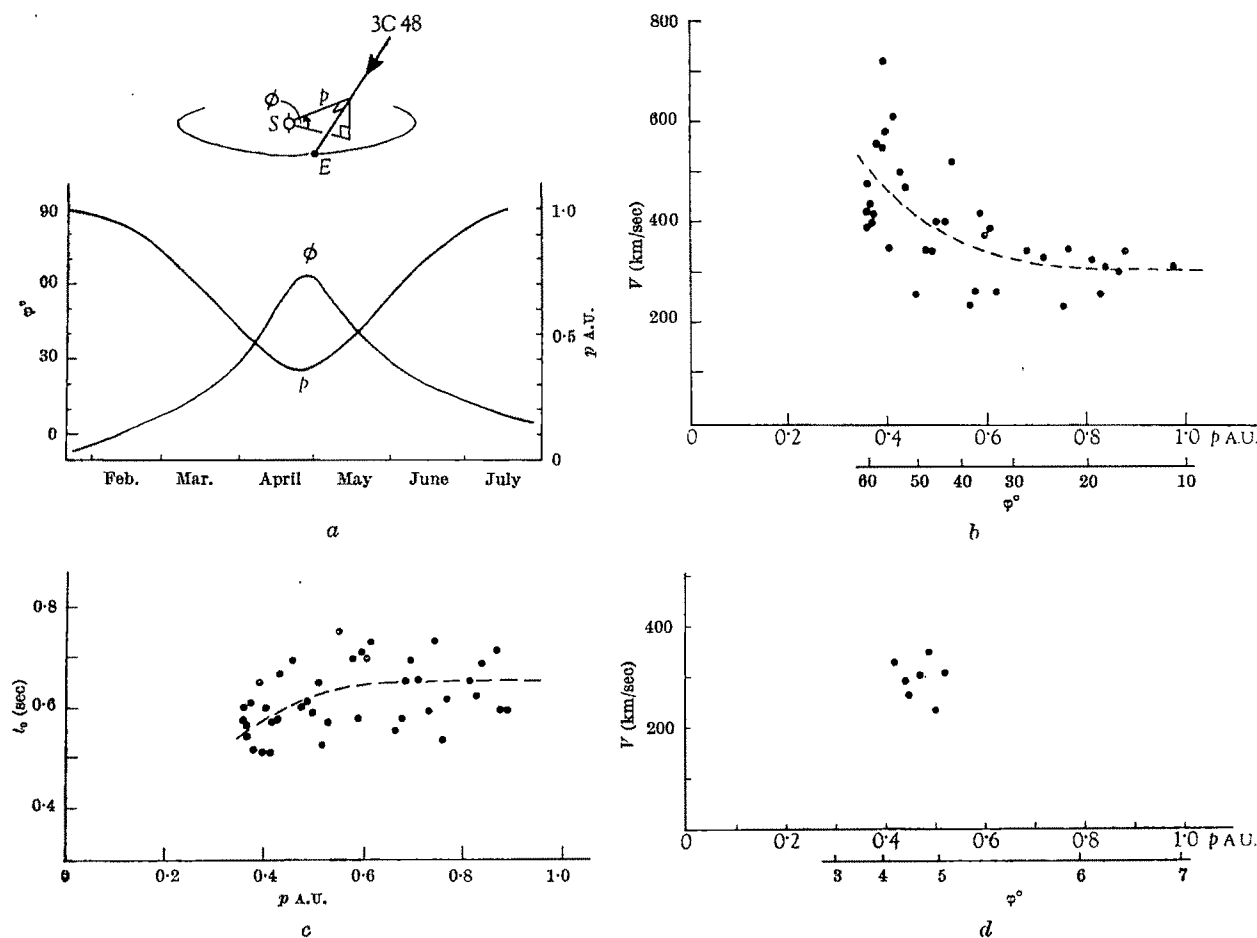 3C 48
ϕ
p
S
E
90
60
30
0
φ°
ϕ
p
1·0
0·5
0
p A.U.
Feb. Mar. April May June July
a
800
600
400
200
V (km/sec)
0 0·2 0·4 0·6 0·8 1·0 p A.U.
60 50 40 30 20 10
φ°
b
0·8
0·6
0·4
t₀ (sec)
0 0·2 0·4 0·6 0·8 1·0
p A.U.
c
400
200
V (km/sec)
0 0·2 0·4 0·6 0·8 1·0 p A.U.
3 4 5 6 7
φ°
d